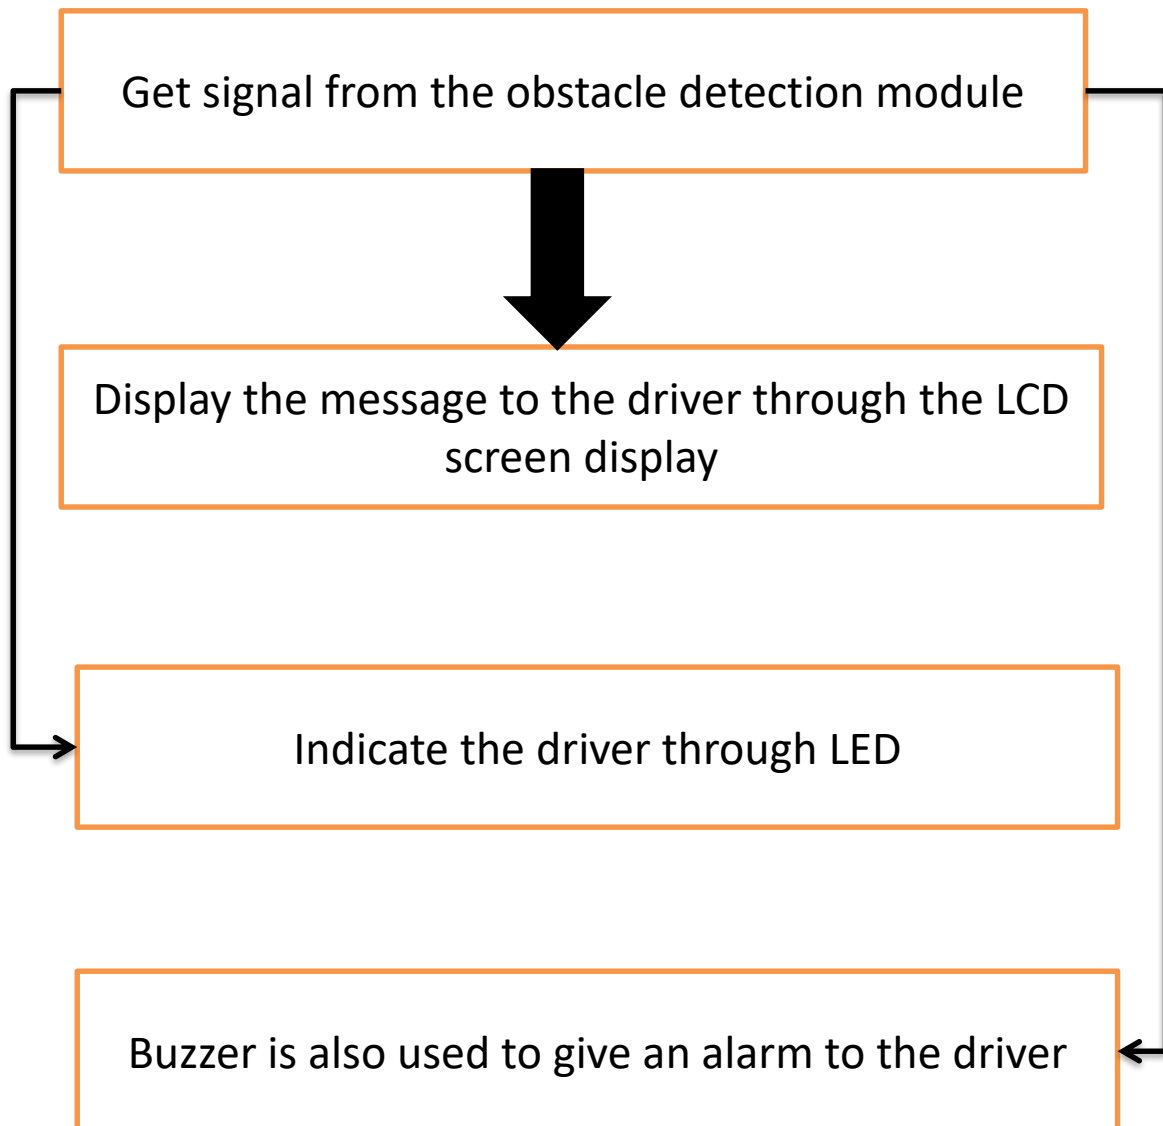 Get signal from the obstacle detection module
Display the message to the driver through the LCD
screen display
Indicate the driver through LED
Buzzer is also used to give an alarm to the driver